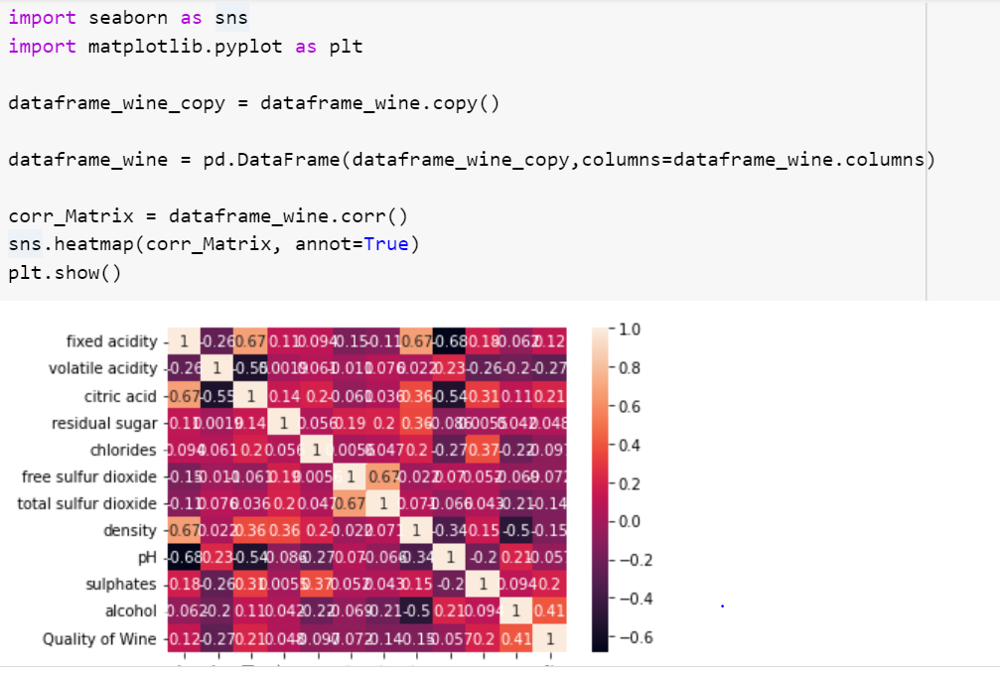 import seaborn as sns
import matplotlib.pyplot as plt
dataframe_wine_copy = dataframe_wine.copy()
dataframe_wine = pd.DataFrame(dataframe_wine_copy,columns=dataframe_wine.columns)
corr_Matrix = dataframe_wine.corr()
sns.heatmap(corr_Matrix, annot=True)
plt.show()
fixed acidity 1 -0.26 0.67 0.11 0.094 -0.15 -0.11 0.67 -0.68 0.18 -0.062 0.12
volatile acidity -0.26 1 -0.55 0.0019 0.061 -0.011 0.076 0.022 0.23 -0.26 -0.2 -0.27
citric acid 0.67 -0.55 1 0.14 0.2 -0.061 0.036 0.36 -0.54 0.31 0.11 0.21
residual sugar 0.11 0.0019 0.14 1 0.056 0.19 0.2 0.36 -0.086 0.0055 0.042 0.048
chlorides 0.094 0.061 0.2 0.056 1 0.0056 0.047 0.2 -0.27 0.37 -0.22 -0.097
free sulfur dioxide -0.15 -0.011 -0.061 0.19 0.0056 1 0.67 -0.022 0.07 0.052 -0.069 -0.072
total sulfur dioxide -0.11 0.076 0.036 0.2 0.047 0.67 1 0.071 -0.066 0.043 -0.21 -0.14
density 0.67 0.022 0.36 0.36 0.2 -0.022 0.071 1 -0.34 0.15 -0.5 -0.15
pH -0.68 0.23 -0.54 -0.086 -0.27 0.07 -0.066 -0.34 1 -0.2 0.21 -0.057
sulphates 0.18 -0.26 0.31 0.0055 0.37 0.052 0.043 0.15 -0.2 1 0.094 0.2
alcohol -0.062 -0.2 0.11 0.042 -0.22 -0.069 -0.21 -0.5 0.21 0.094 1 0.41
Quality of Wine 0.12 -0.27 0.21 0.048 -0.097 -0.072 -0.14 -0.15 -0.057 0.2 0.41 1
1.0
0.8
0.6
0.4
0.2
0.0
−0.2
−0.4
−0.6